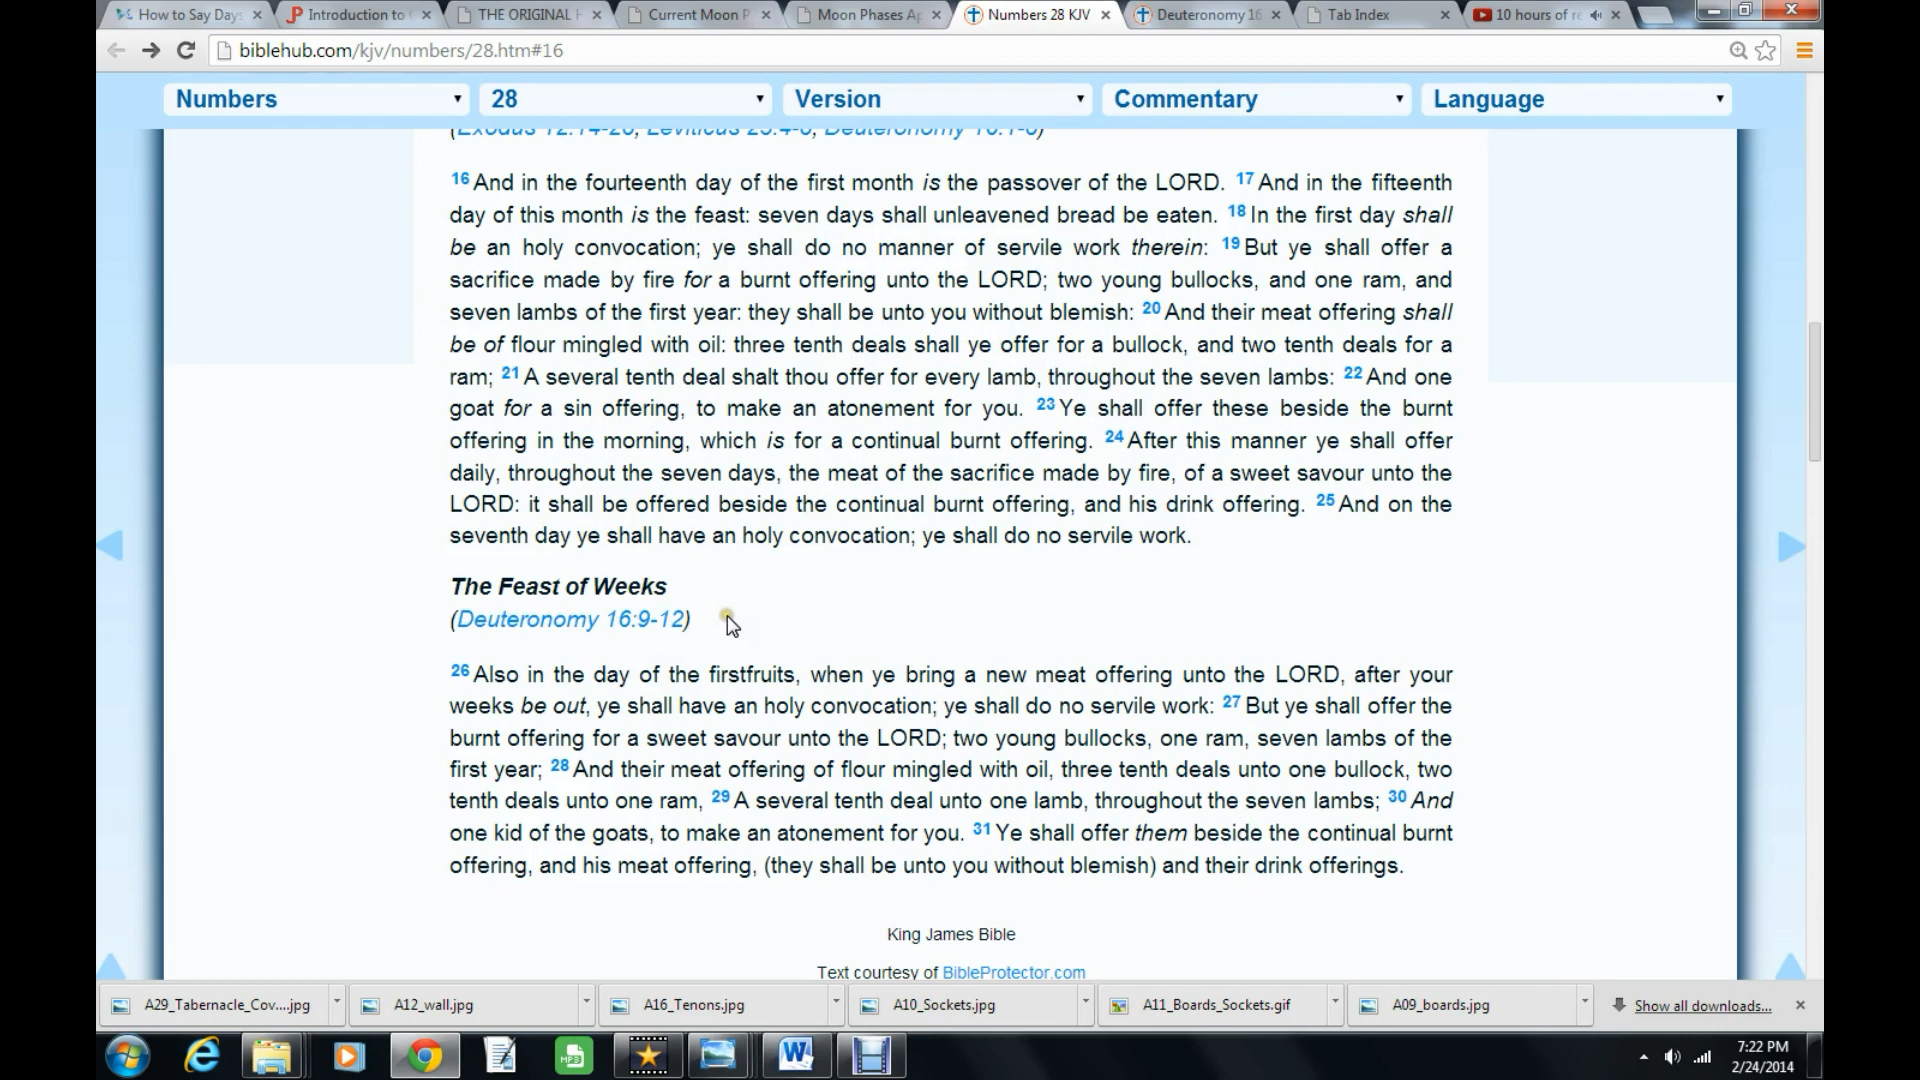 How to Say Days
Introduction to
THE ORIGINAL
Current Moon P
Moon Phases Ap
Numbers 28 KJV
Deuteronomy 16
Tab Index
10 hours of re
biblehub.com/kjv/numbers/28.htm#16
Numbers 28 Version Commentary Language
(Exodus 12:14-20; Leviticus 23:4-8; Deuteronomy 16:1-8)
16 And in the fourteenth day of the first month is the passover of the LORD. 17 And in the fifteenth
day of this month is the feast: seven days shall unleavened bread be eaten. 18 In the first day shall
be an holy convocation; ye shall do no manner of servile work therein: 19 But ye shall offer a
sacrifice made by fire for a burnt offering unto the LORD; two young bullocks, and one ram, and
seven lambs of the first year: they shall be unto you without blemish: 20 And their meat offering shall
be of flour mingled with oil: three tenth deals shall ye offer for a bullock, and two tenth deals for a
ram; 21 A several tenth deal shalt thou offer for every lamb, throughout the seven lambs: 22 And one
goat for a sin offering, to make an atonement for you. 23 Ye shall offer these beside the burnt
offering in the morning, which is for a continual burnt offering. 24 After this manner ye shall offer
daily, throughout the seven days, the meat of the sacrifice made by fire, of a sweet savour unto the
LORD: it shall be offered beside the continual burnt offering, and his drink offering. 25 And on the
seventh day ye shall have an holy convocation; ye shall do no servile work.
The Feast of Weeks
(Deuteronomy 16:9-12)
26 Also in the day of the firstfruits, when ye bring a new meat offering unto the LORD, after your
weeks be out, ye shall have an holy convocation; ye shall do no servile work: 27 But ye shall offer the
burnt offering for a sweet savour unto the LORD; two young bullocks, one ram, seven lambs of the
first year; 28 And their meat offering of flour mingled with oil, three tenth deals unto one bullock, two
tenth deals unto one ram, 29 A several tenth deal unto one lamb, throughout the seven lambs; 30 And
one kid of the goats, to make an atonement for you. 31 Ye shall offer them beside the continual burnt
offering, and his meat offering, (they shall be unto you without blemish) and their drink offerings.
King James Bible
Text courtesy of BibleProtector.com
A29_Tabernacle_Cov....jpg
A12_wall.jpg
A16_Tenons.jpg
A10_Sockets.jpg
A11_Boards_Sockets.gif
A09_boards.jpg
Show all downloads...
MP3
7:22 PM
2/24/2014